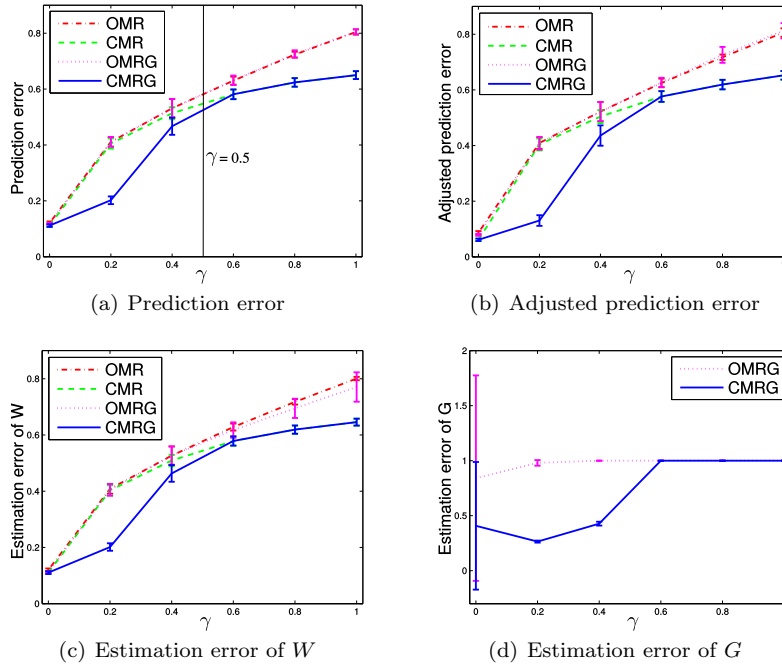 OMR
CMR
OMRG
CMRG
Prediction error
0.8
0.6
0.4
0.2
0
γ = 0.5
0 0.2 0.4 0.6 0.8 1
γ
(a) Prediction error
OMR
CMR
OMRG
CMRG
Adjusted prediction error
0.8
0.6
0.4
0.2
0
0 0.2 0.4 0.6 0.8
γ
(b) Adjusted prediction error
OMR
CMR
OMRG
CMRG
Estimation error of W
0.8
0.6
0.4
0.2
0
0 0.2 0.4 0.6 0.8 1
γ
(c) Estimation error of W
OMRG
CMRG
Estimation error of G
2
1.5
1
0.5
0
0 0.2 0.4 0.6 0.8
γ
(d) Estimation error of G